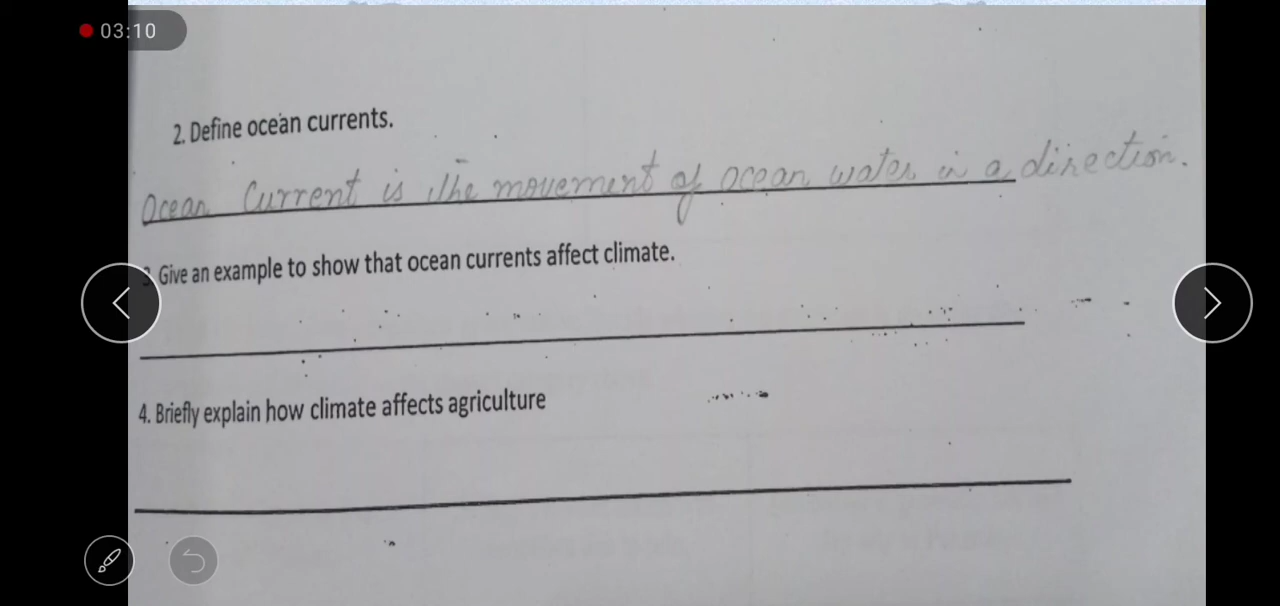 03:10
2. Define ocean currents.
Ocean Current is the movement of ocean water in a direction.
3. Give an example to show that ocean currents affect climate.
4. Briefly explain how climate affects agriculture